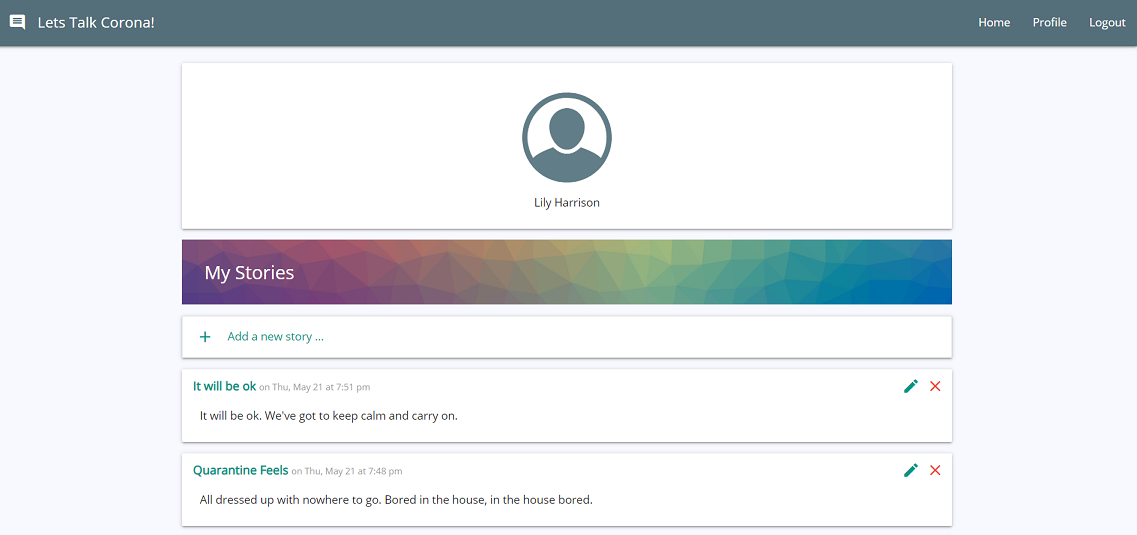 Lets Talk Corona!
Home Profile Logout
Lily Harrison
My Stories
Add a new story ...
It will be ok on Thu, May 21 at 7:51 pm
It will be ok. We've got to keep calm and carry on.
Quarantine Feels on Thu, May 21 at 7:48 pm
All dressed up with nowhere to go. Bored in the house, in the house bored.